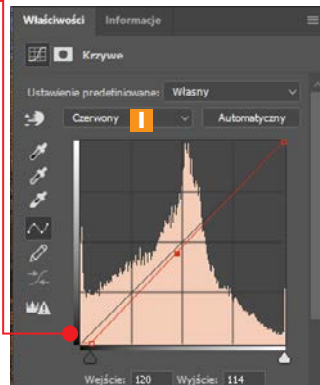 Właściwości Informacje
Krzywe
Ustawienie predefiniowane: Własny
Czerwony I Automatyczny
Wejście: 120 Wyjście: 114